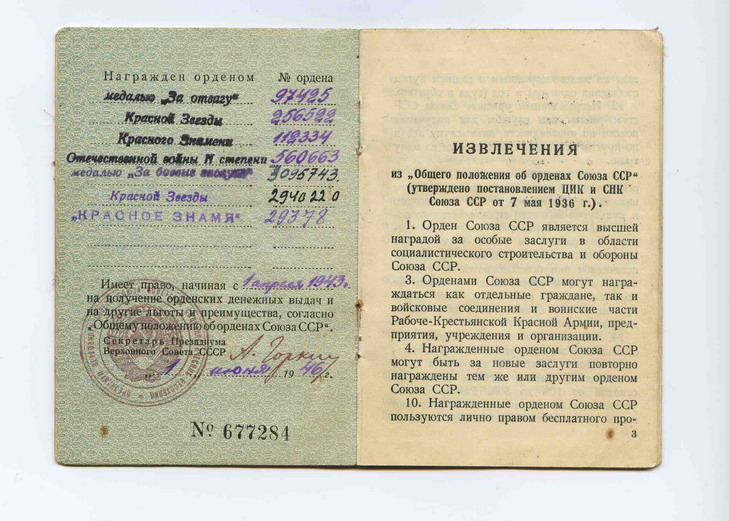 Награжден орденом № ордена
медалью „За отвагу" 97425
Красной Звезды 256522
Красного Знамени 112334
Отечественной войны II степени 560663
медалью „За боевые заслуги" 3095743
Красной Звезды 2940220
„КРАСНОЕ ЗНАМЯ" 29378
Имеет право, начиная с 1 апреля 1943г.
на получение орденских денежных выдач и
на другие льготы и преимущества, согласно
„Общему положению об орденах Союза ССР".
Секретарь Президиума
Верховного Совета СССР А. Горкин
„ 1 " июня 1946 г.
№ 677284
ИЗВЛЕЧЕНИЯ
из „Общего положения об орденах Союза ССР"
(утверждено постановлением ЦИК и СНК
Союза ССР от 7 мая 1936 г.).
1. Орден Союза ССР является высшей
наградой за особые заслуги в области
социалистического строительства и обороны
Союза ССР.
3. Орденами Союза ССР могут награ-
ждаться как отдельные граждане, так и
войсковые соединения и воинские части
Рабоче-Крестьянской Красной Армии, пред-
приятия, учреждения и организации.
4. Награжденные орденом Союза ССР
могут быть за новые заслуги повторно
награждены тем же или другим орденом
Союза ССР.
10. Награжденные орденом Союза ССР
пользуются лично правом бесплатного про-
3